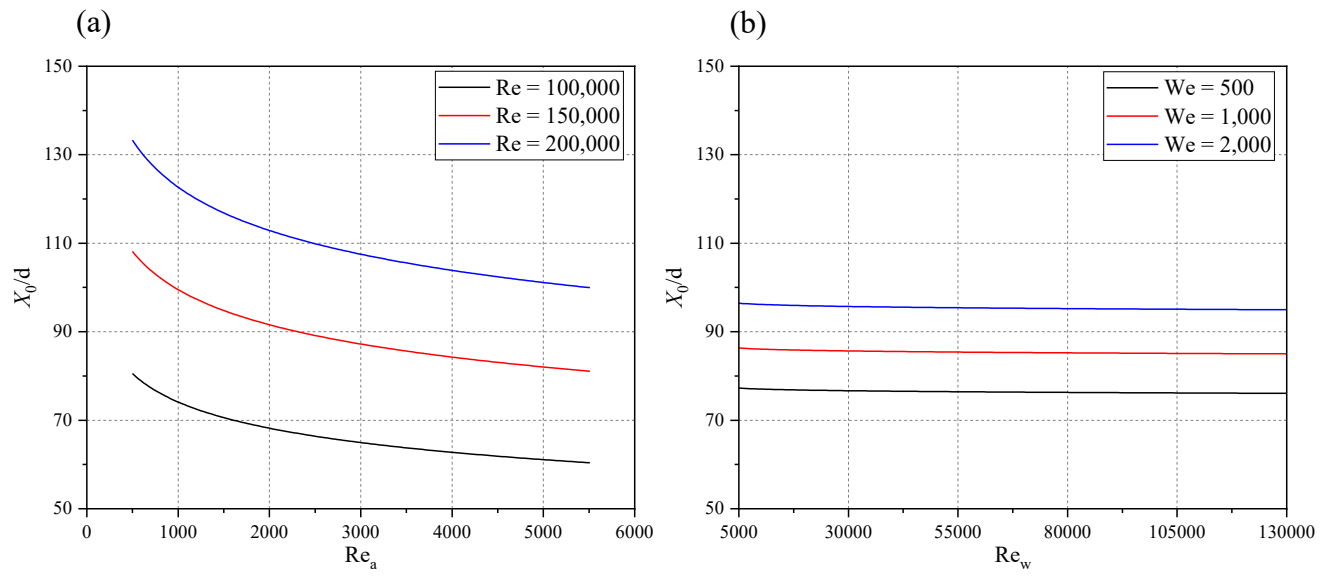 (a)
150
130
110
90
70
50
X0/d
0 1000 2000 3000 4000 5000 6000
Rea
Re = 100,000
Re = 150,000
Re = 200,000
(b)
150
130
110
90
70
50
X0/d
5000 30000 55000 80000 105000 130000
Rew
We = 500
We = 1,000
We = 2,000